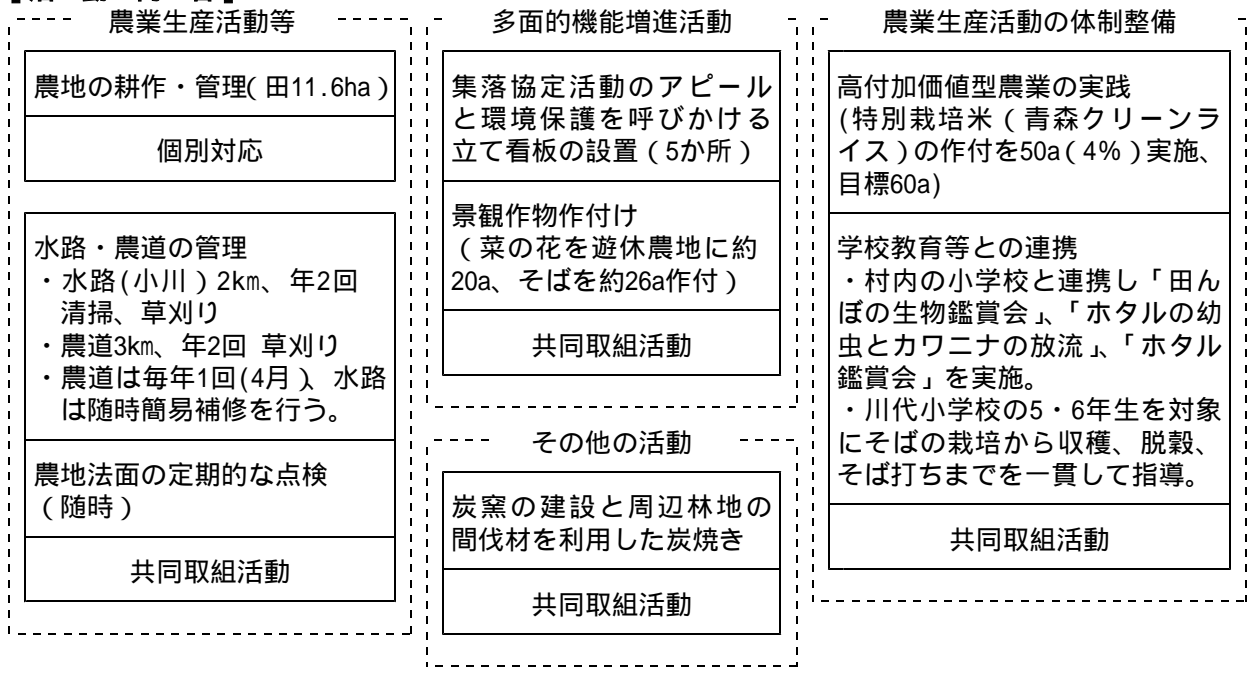 農業生産活動等
農地の耕作・管理(田11.6ha)
個別対応
水路・農道の管理
・水路(小川)2㎞、年2回
清掃、草刈り
・農道3㎞、年2回 草刈り
・農道は毎年1回(4月)、水路
は随時簡易補修を行う。
農地法面の定期的な点検
(随時)
共同取組活動
多面的機能増進活動
集落協定活動のアピール
と環境保護を呼びかける
立て看板の設置(5か所)
景観作物作付け
(菜の花を遊休農地に約
20a、そばを約26a作付)
共同取組活動
その他の活動
炭窯の建設と周辺林地の
間伐材を利用した炭焼き
共同取組活動
農業生産活動の体制整備
高付加価値型農業の実践
(特別栽培米(青森クリーンラ
イス)の作付を50a(4%)実施、
目標60a)
学校教育等との連携
・村内の小学校と連携し「田ん
ぼの生物鑑賞会」、「ホタルの幼
虫とカワニナの放流」、「ホタル
鑑賞会」を実施。
・川代小学校の5・6年生を対象
にそばの栽培から収穫、脱穀、
そば打ちまでを一貫して指導。
共同取組活動